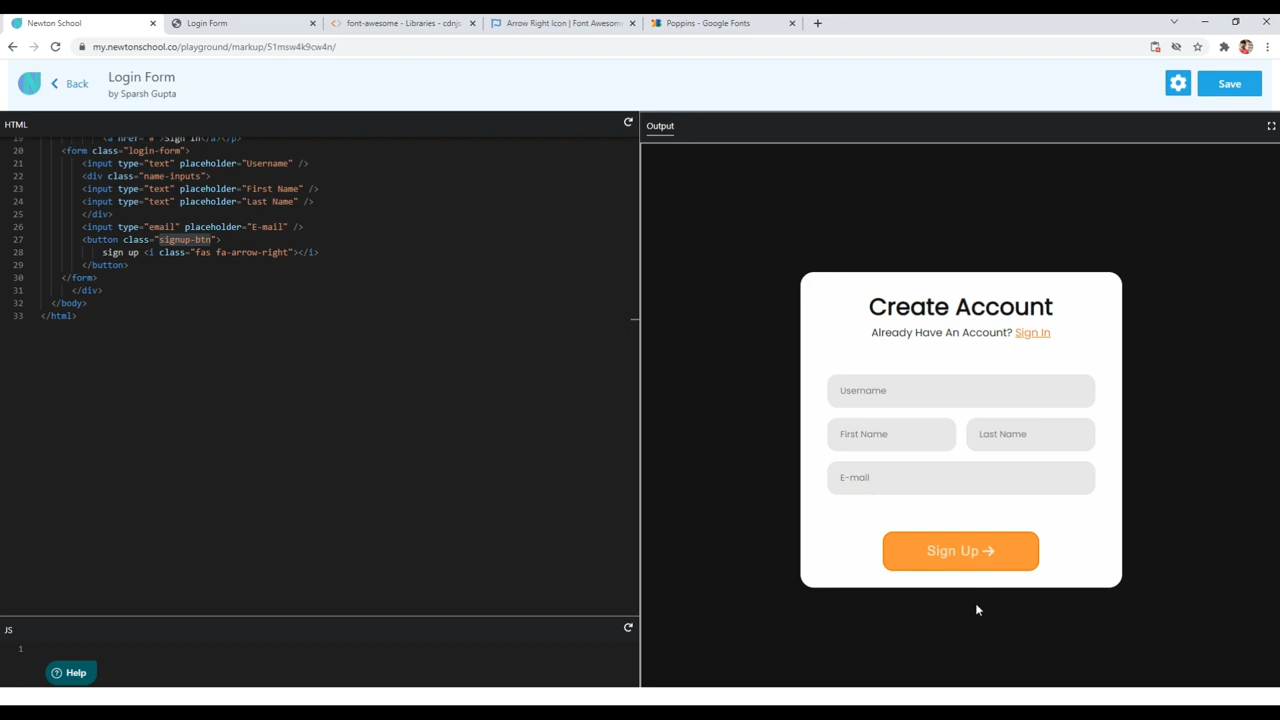 Newton School
Login Form
font-awesome - Libraries - cdnjs
Arrow Right Icon | Font Awesome
Poppins - Google Fonts
my.newtonschool.co/playground/markup/51msw4k9cw4n/
Back
Login Form
by Sparsh Gupta
Save
HTML
Output
19 <a href="#">Sign In</a></p>
20 <form class="login-form">
21 <input type="text" placeholder="Username" />
22 <div class="name-inputs">
23 <input type="text" placeholder="First Name" />
24 <input type="text" placeholder="Last Name" />
25 </div>
26 <input type="email" placeholder="E-mail" />
27 <button class="signup-btn">
28 sign up <i class="fas fa-arrow-right"></i>
29 </button>
30 </form>
31 </div>
32 </body>
33 </html>
Create Account
Already Have An Account? Sign In
Username
First Name Last Name
E-mail
Sign Up
JS
1
Help